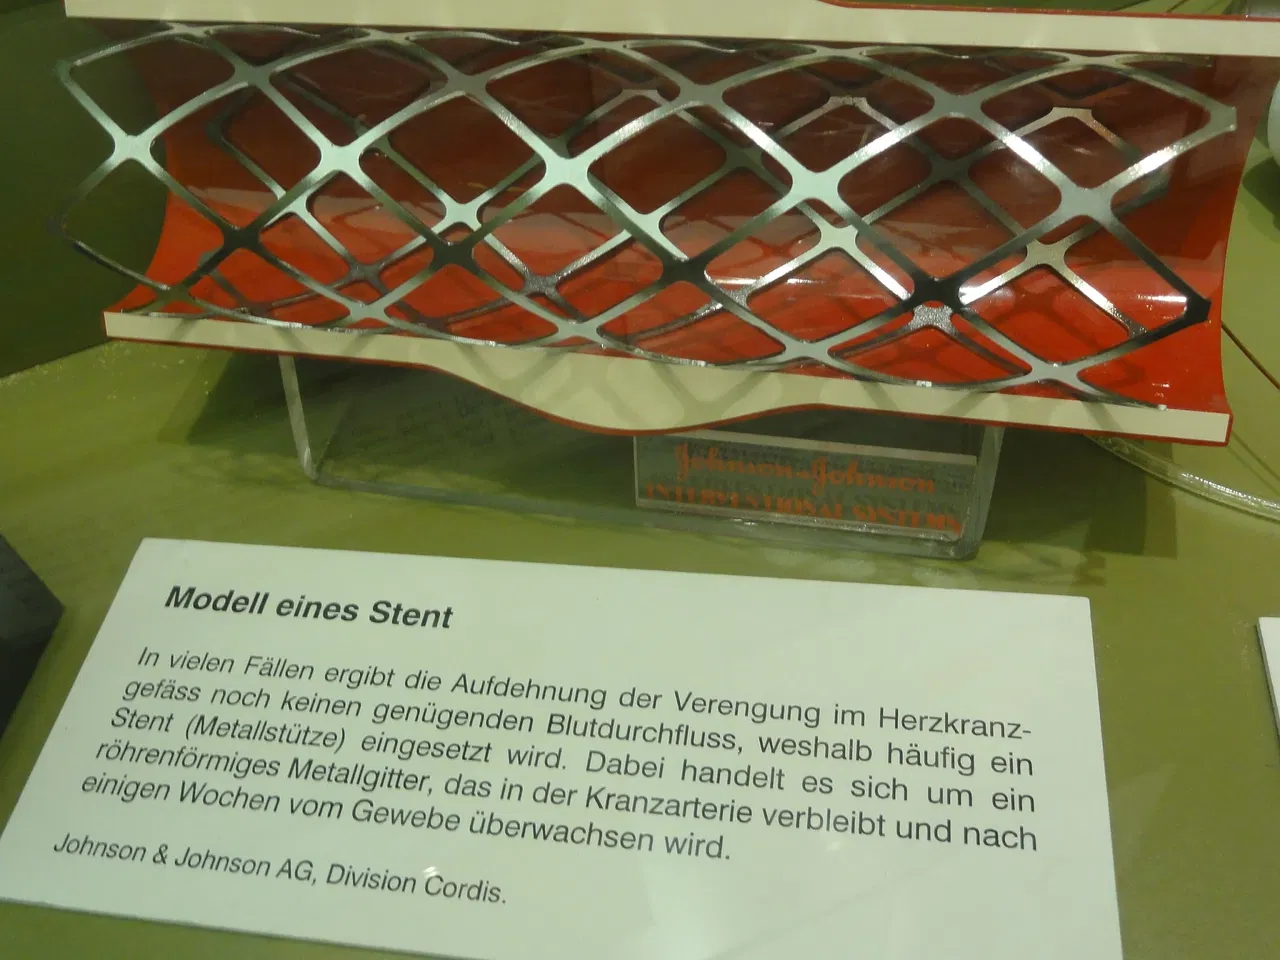 Johnson & Johnson
INTERVENTIONAL SYSTEMS
Modell eines Stent
In vielen Fällen ergibt die Aufdehnung der Verengung im Herzkranz-
gefäss noch keinen genügenden Blutdurchfluss, weshalb häufig ein
Stent (Metallstütze) eingesetzt wird. Dabei handelt es sich um ein
röhrenförmiges Metallgitter, das in der Kranzarterie verbleibt und nach
einigen Wochen vom Gewebe überwachsen wird.
Johnson & Johnson AG, Division Cordis.